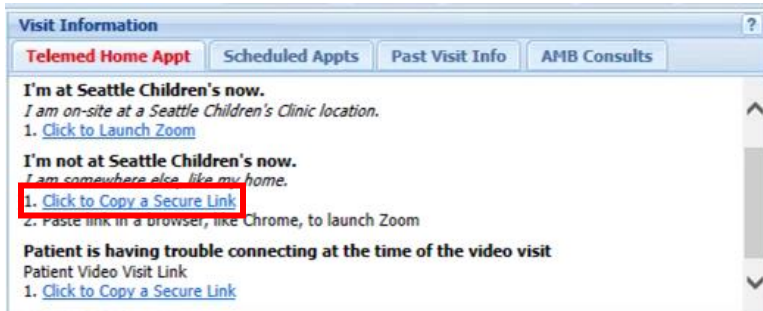 Visit Information
?
Telemed Home Appt
Scheduled Appts
Past Visit Info
AMB Consults
I'm at Seattle Children's now.
I am on-site at a Seattle Children's Clinic location.
1. Click to Launch Zoom
I'm not at Seattle Children's now.
I am somewhere else, like my home.
1. Click to Copy a Secure Link
2. Paste link in a browser, like Chrome, to launch Zoom
Patient is having trouble connecting at the time of the video visit
Patient Video Visit Link
1. Click to Copy a Secure Link